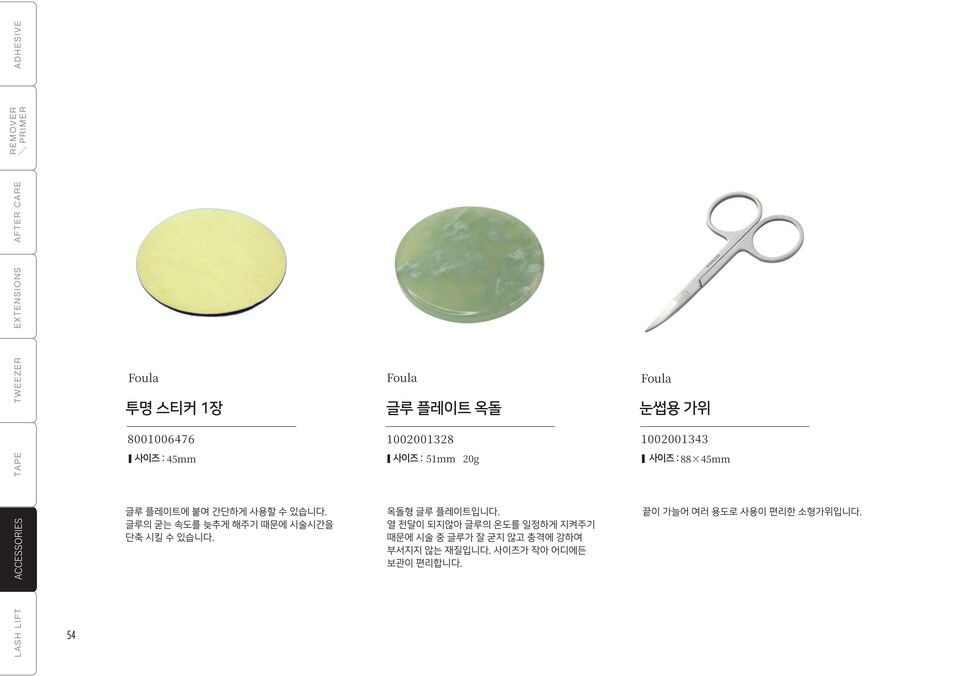 ADHESIVE
REMOVER
/ PRIMER
AFTER CARE
EXTENSIONS
TWEEZER
TAPE
ACCESSORIES
LASH LIFT
Foula
투명 스티커 1장
8001006476
사이즈 : 45mm
글루 플레이트에 붙여 간단하게 사용할 수 있습니다.
글루의 굳는 속도를 늦추게 해주기 때문에 시술시간을
단축 시킬 수 있습니다.
Foula
글루 플레이트 옥돌
1002001328
사이즈 : 51mm 20g
옥돌형 글루 플레이트입니다.
열 전달이 되지않아 글루의 온도를 일정하게 지켜주기
때문에 시술 중 글루가 잘 굳지 않고 충격에 강하여
부서지지 않는 재질입니다. 사이즈가 작아 어디에든
보관이 편리합니다.
Foula
눈썹용 가위
1002001343
사이즈 : 88×45mm
끝이 가늘어 여러 용도로 사용이 편리한 소형가위입니다.
54